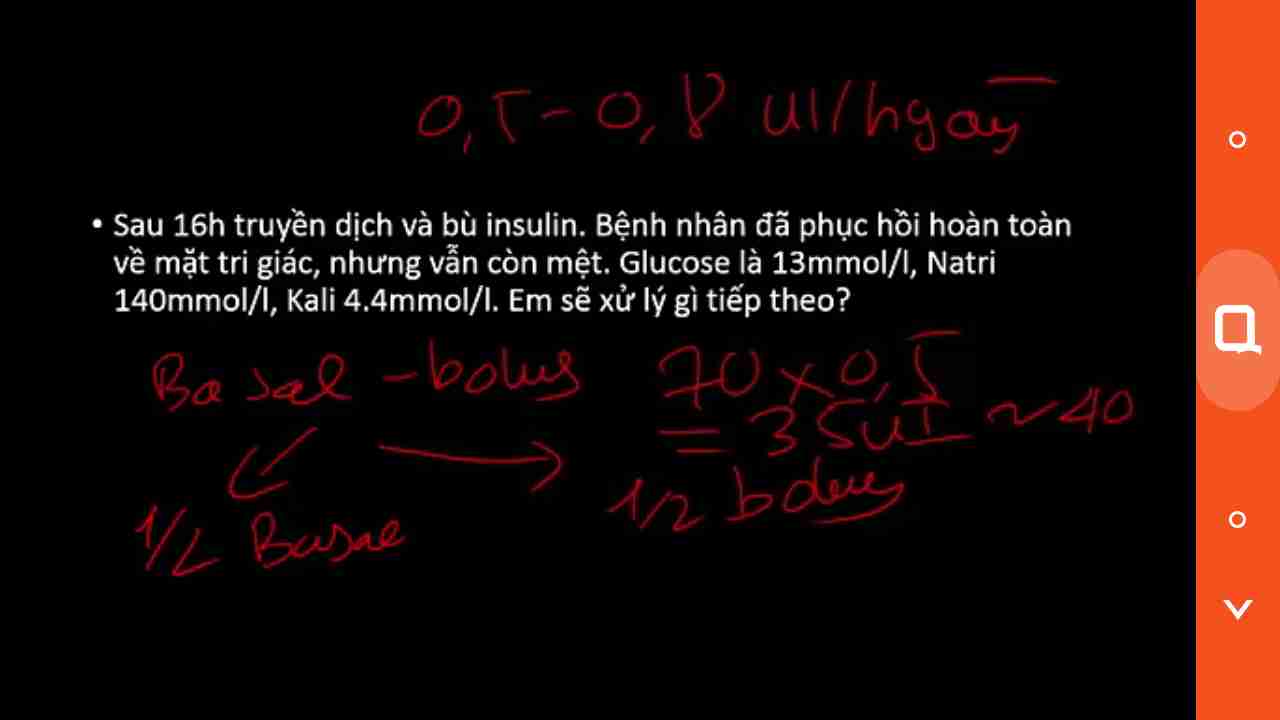 0,5 - 0,8 UI/ngày
• Sau 16h truyền dịch và bù insulin. Bệnh nhân đã phục hồi hoàn toàn
về mặt tri giác, nhưng vẫn còn mệt. Glucose là 13mmol/l, Natri
140mmol/l, Kali 4.4mmol/l. Em sẽ xử lý gì tiếp theo?
Basal - bolus 70 x 0,5
= 35UI ~ 40
1/2 Basal 1/2 bolus